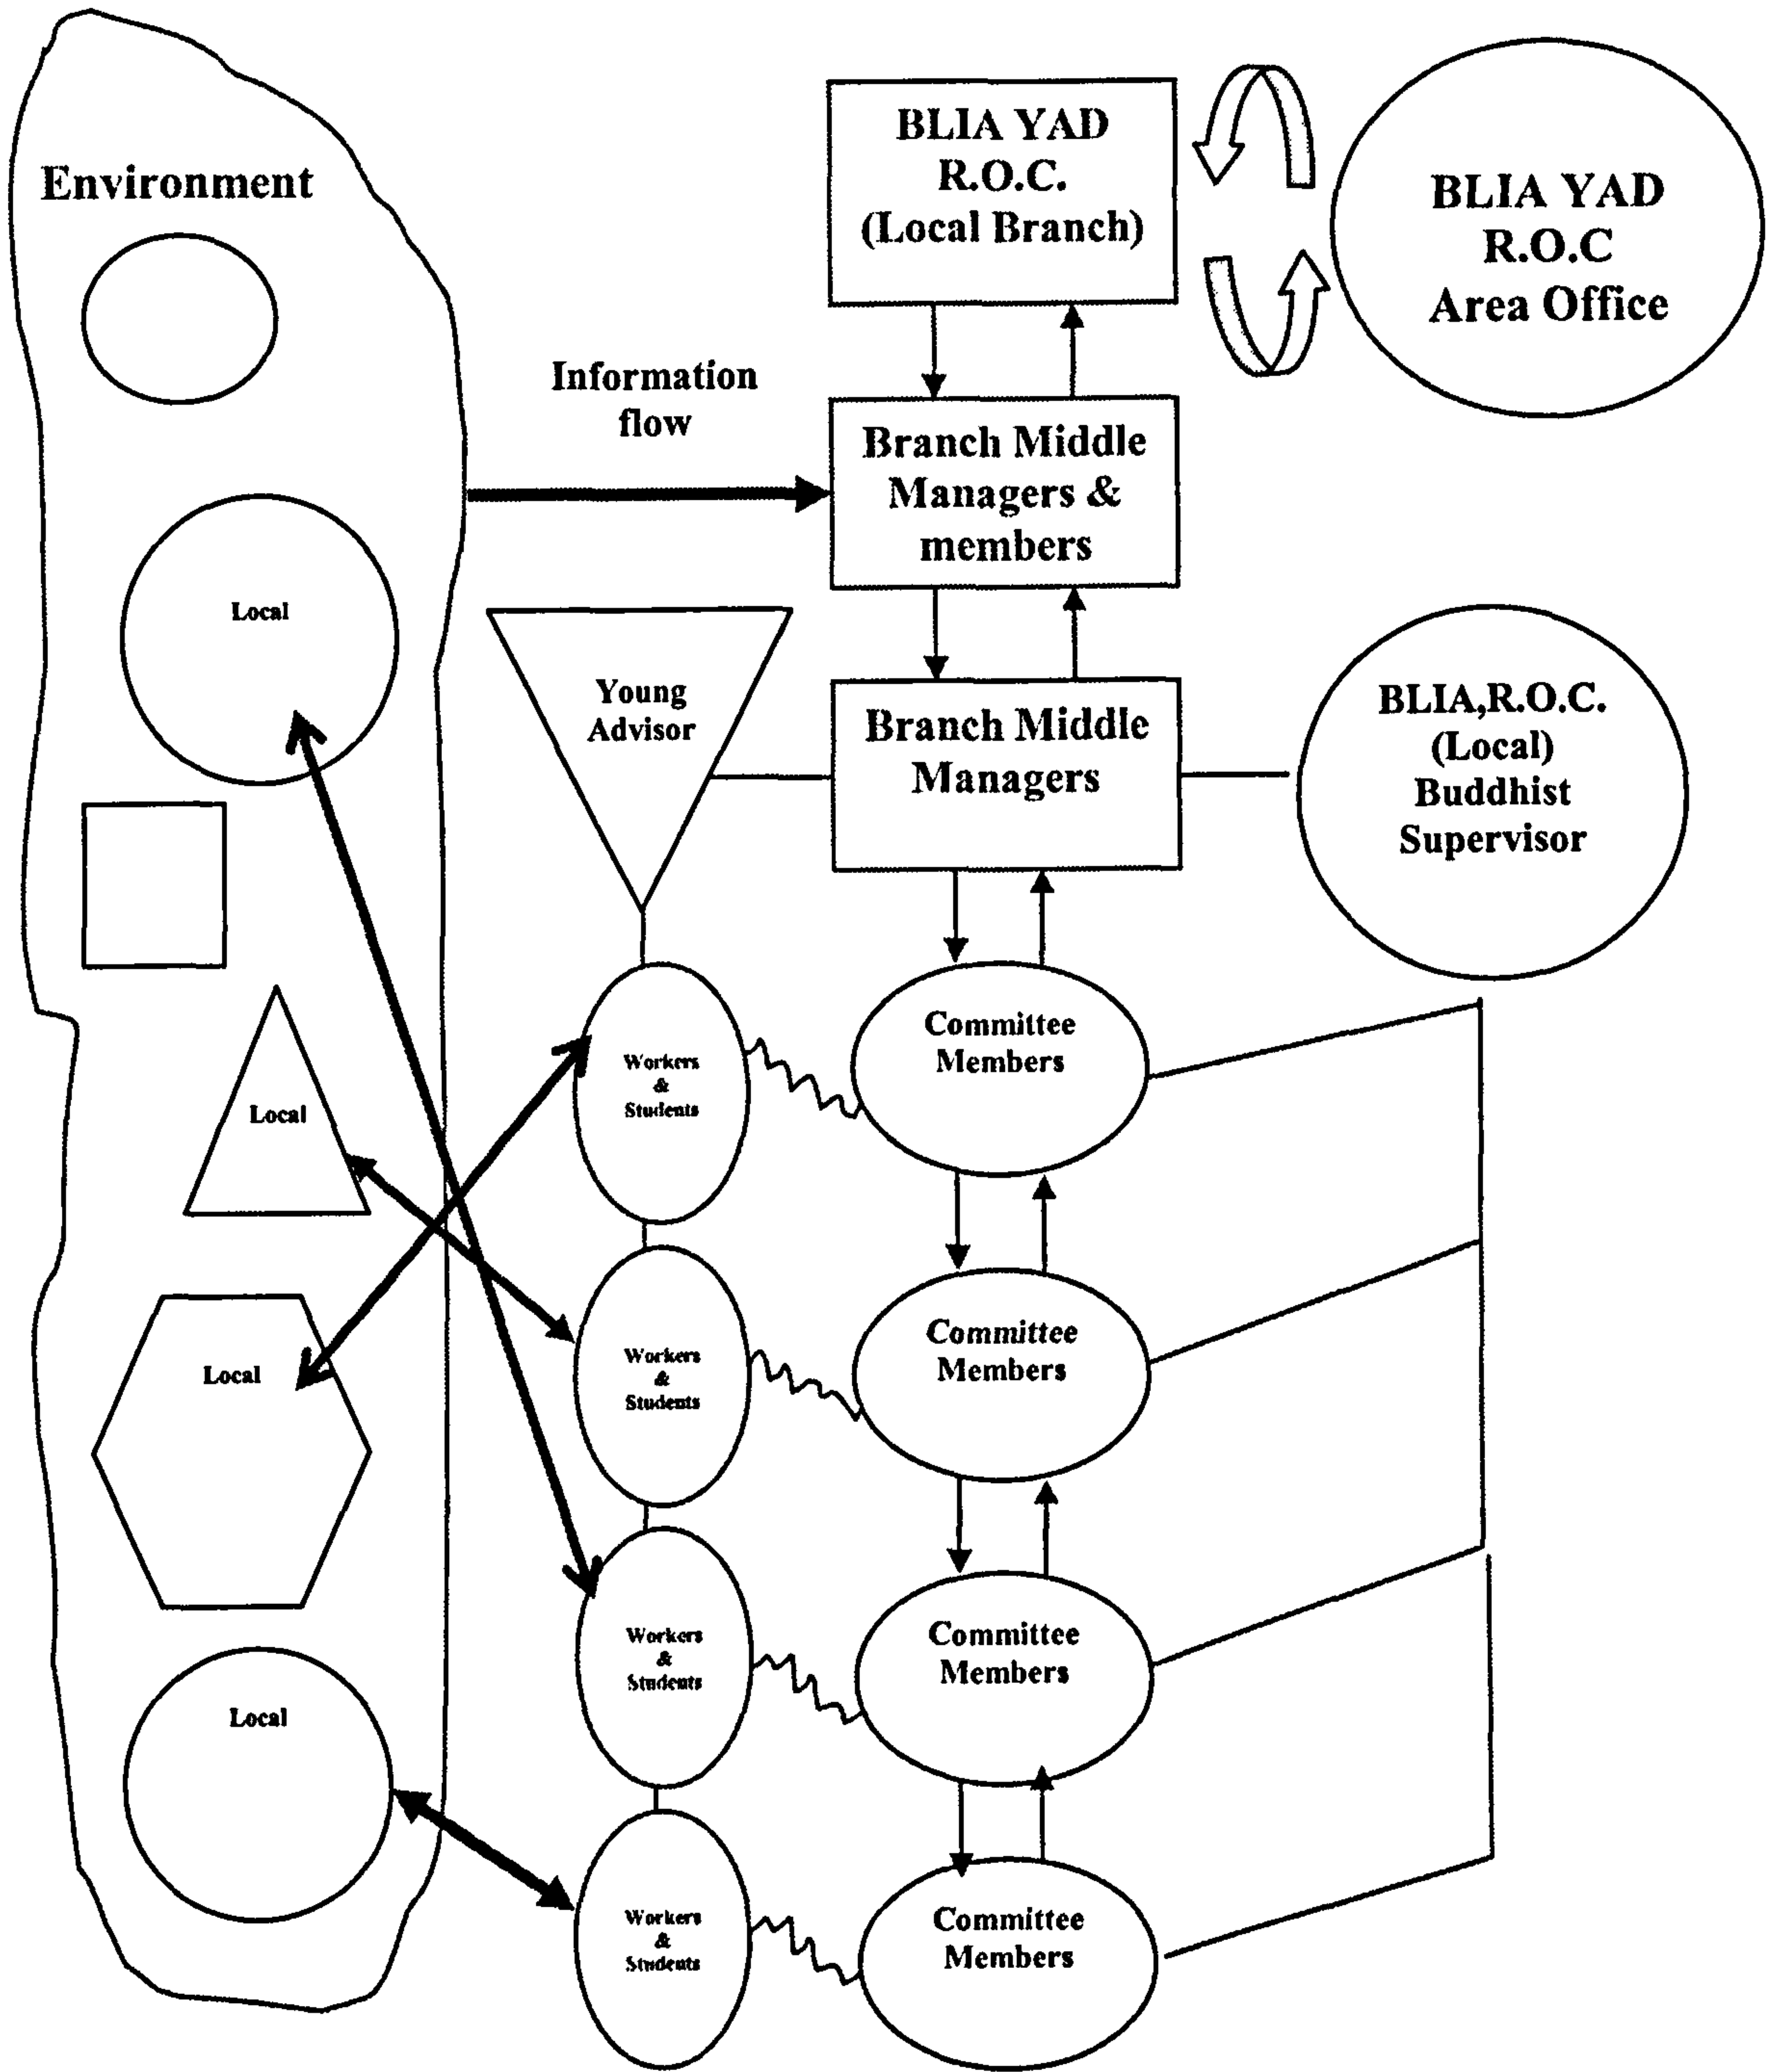 Environment
Local
Local
Local
Local
Information
flow
BLIA YAD
R.O.C.
(Local Branch)
BLIA YAD
R.O.C
Area Office
Branch Middle
Managers &
members
Young
Advisor
Branch Middle
Managers
BLIA,R.O.C.
(Local)
Buddhist
Supervisor
Workers
&
Students
Committee
Members
Workers
&
Students
Committee
Members
Workers
&
Students
Committee
Members
Workers
&
Students
Committee
Members